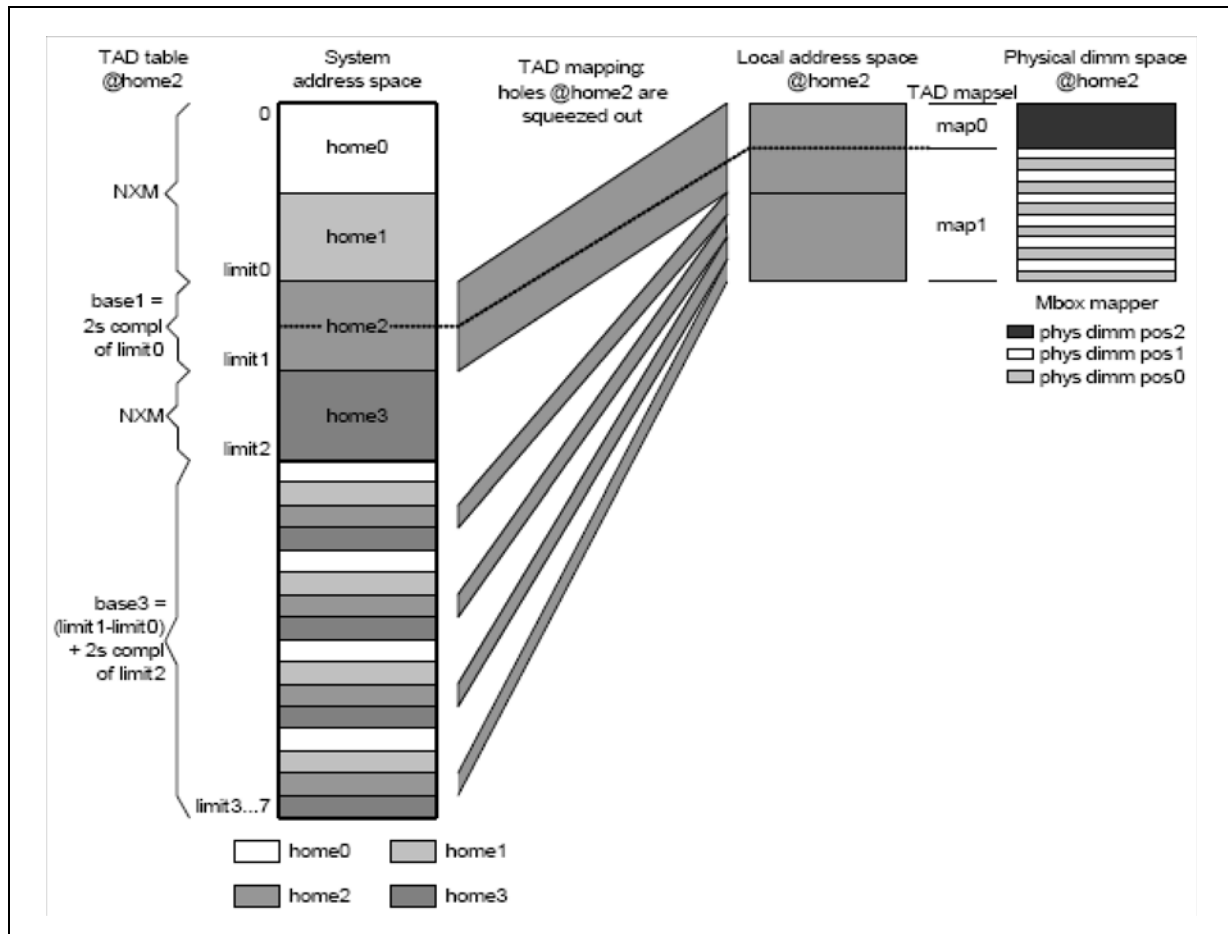 TAD table
@home2
System
address space
TAD mapping:
holes @home2 are
squeezed out
Local address space
@home2
TAD mapsel
Physical dimm space
@home2
0
home0
NXM
home1
limit0
base1 =
2s compl
of limit0
home2
limit1
NXM
home3
limit2
base3 =
(limit1-limit0)
+ 2s compl
of limit2
limit3...7
map0
map1
Mbox mapper
phys dimm pos2
phys dimm pos1
phys dimm pos0
home0
home1
home2
home3